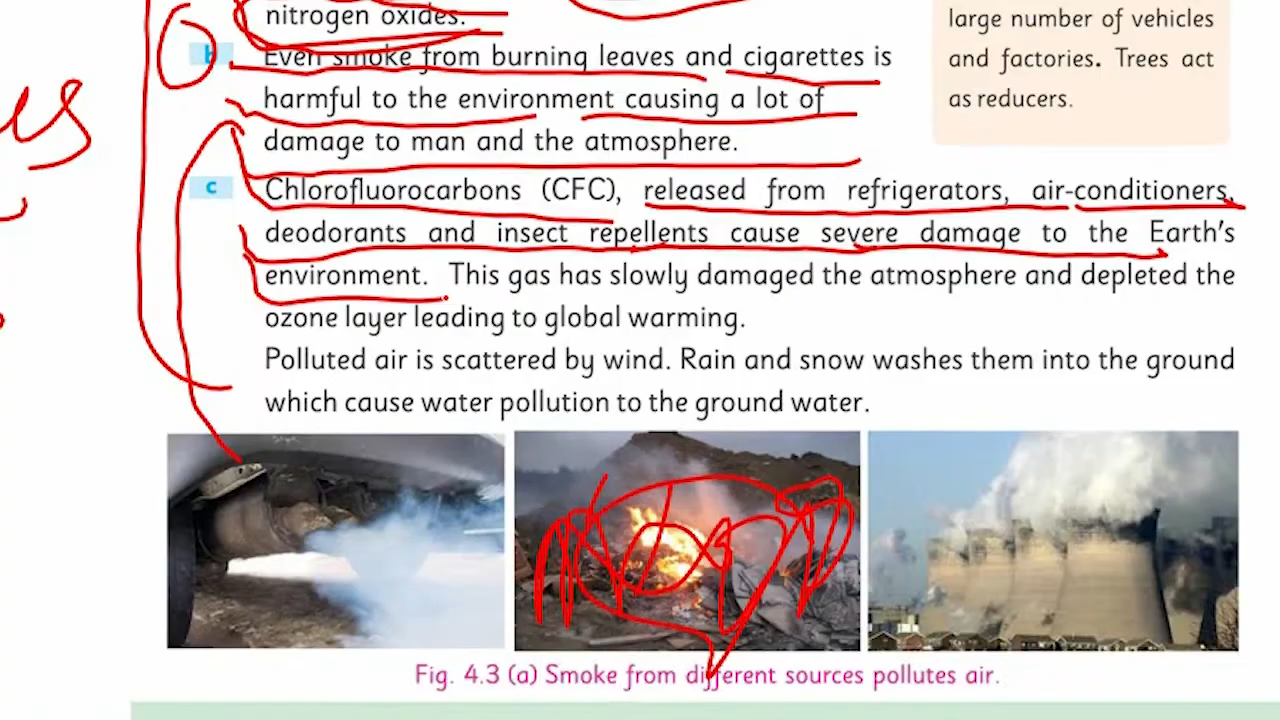 nitrogen oxides.
large number of vehicles
and factories. Trees act
as reducers.
b Even smoke from burning leaves and cigarettes is
harmful to the environment causing a lot of
damage to man and the atmosphere.
c Chlorofluorocarbons (CFC), released from refrigerators, air-conditioners,
deodorants and insect repellents cause severe damage to the Earth's
environment. This gas has slowly damaged the atmosphere and depleted the
ozone layer leading to global warming.
Polluted air is scattered by wind. Rain and snow washes them into the ground
which cause water pollution to the ground water.
Fig. 4.3 (a) Smoke from different sources pollutes air.